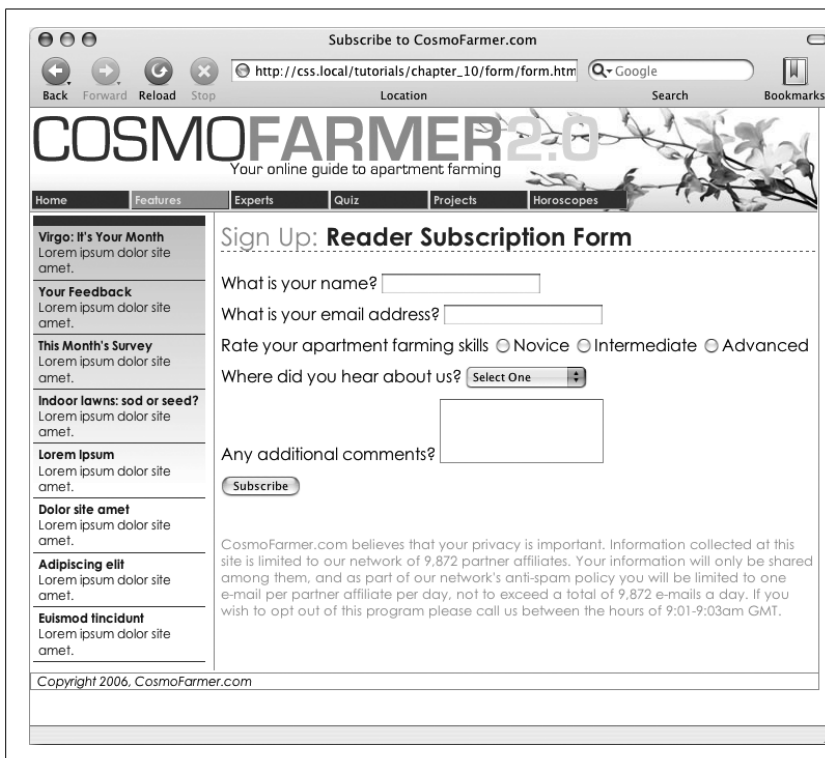 Subscribe to CosmoFarmer.com
http://css.local/tutorials/chapter_10/form/form.htm
Google
Back Forward Reload Stop Location Search Bookmarks
COSMOFARMER2.0
Your online guide to apartment farming
Home Features Experts Quiz Projects Horoscopes
Virgo: It's Your Month
Lorem ipsum dolor site
amet.
Your Feedback
Lorem ipsum dolor site
amet.
This Month's Survey
Lorem ipsum dolor site
amet.
Indoor lawns: sod or seed?
Lorem ipsum dolor site
amet.
Lorem Ipsum
Lorem ipsum dolor site
amet.
Dolor site amet
Lorem ipsum dolor site
amet.
Adipiscing elit
Lorem ipsum dolor site
amet.
Euismod tincidunt
Lorem ipsum dolor site
amet.
Sign Up: Reader Subscription Form
What is your name?
What is your email address?
Rate your apartment farming skills Novice Intermediate Advanced
Where did you hear about us? Select One
Any additional comments?
Subscribe
CosmoFarmer.com believes that your privacy is important. Information collected at this
site is limited to our network of 9,872 partner affiliates. Your information will only be shared
among them, and as part of our network's anti-spam policy you will be limited to one
e-mail per partner affiliate per day, not to exceed a total of 9,872 e-mails a day. If you
wish to opt out of this program please call us between the hours of 9:01-9:03am GMT.
Copyright 2006, CosmoFarmer.com